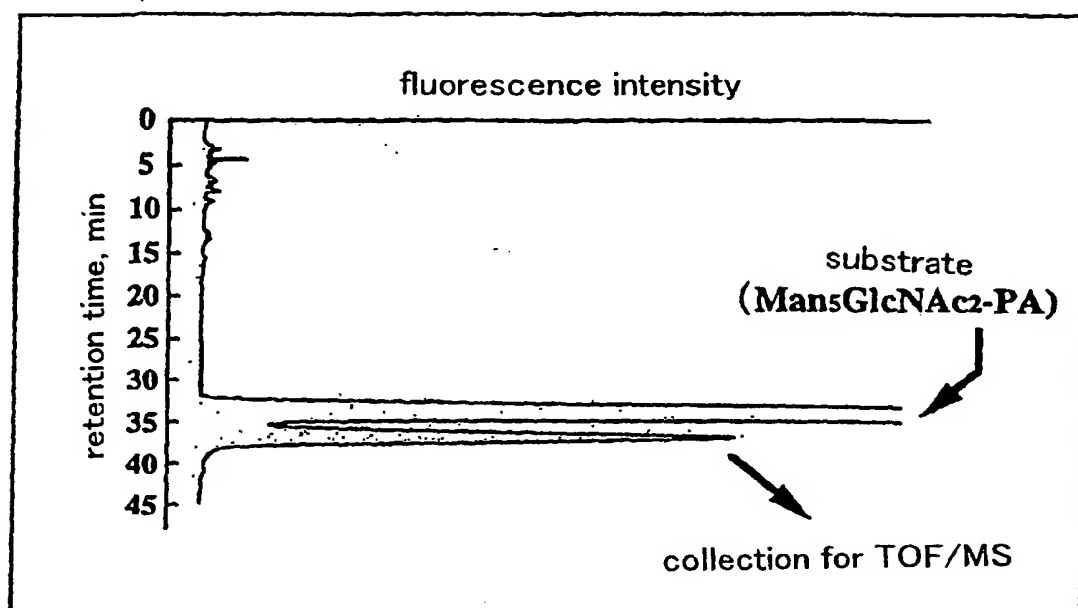 fluorescence intensity
0
5
10
15
20
25
30
35
40
45
retention time, min
substrate
(Man5GlcNAc2-PA)
collection for TOF/MS